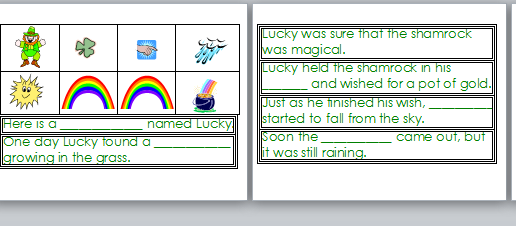 Here is a ____________ named Lucky.
One day Lucky found a ___________
growing in the grass.
Lucky was sure that the shamrock
was magical.
Lucky held the shamrock in his
_______ and wished for a pot of gold.
Just as he finished his wish, _________
started to fall from the sky.
Soon the __________ came out, but
it was still raining.